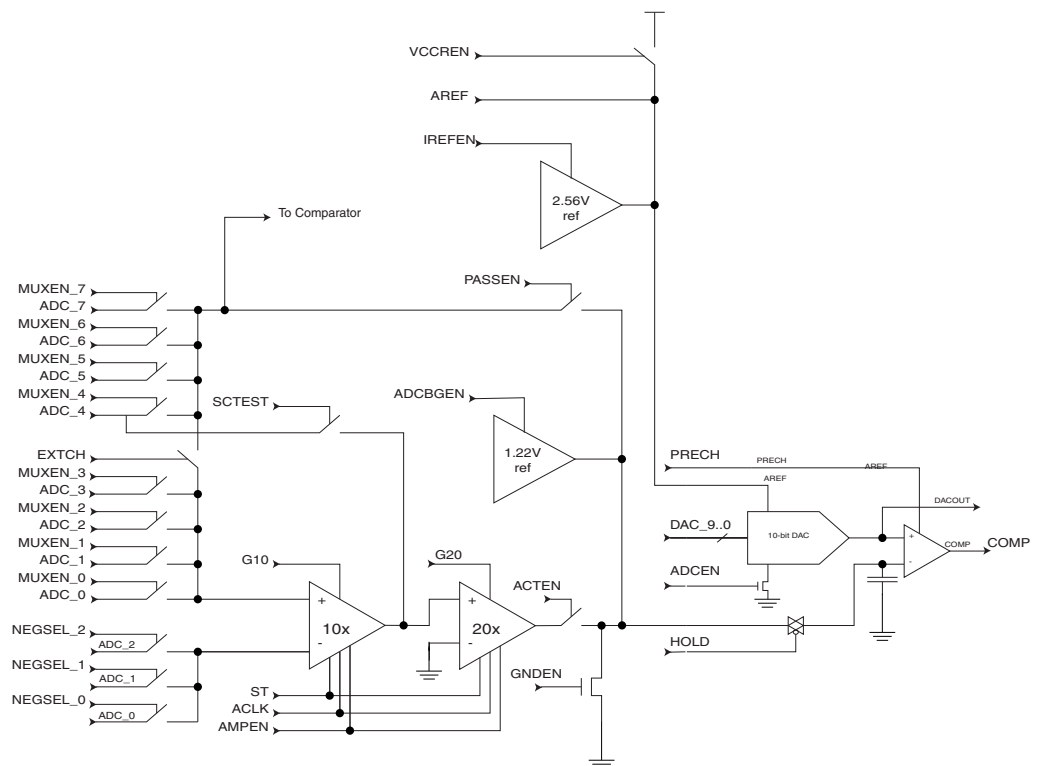 VCCREN
AREF
IREFEN
2.56V
ref
To Comparator
PASSEN
MUXEN_7
ADC_7
MUXEN_6
ADC_6
MUXEN_5
ADC_5
MUXEN_4
ADC_4
SCTEST
ADCBGEN
1.22V
ref
EXTCH
MUXEN_3
ADC_3
MUXEN_2
ADC_2
MUXEN_1
ADC_1
MUXEN_0
ADC_0
PRECH
PRECH
AREF
AREF
DACOUT
DAC_9..0
10-bit DAC
+
-
COMP
COMP
ADCEN
G10
G20
ACTEN
+
10x
-
+
20x
-
NEGSEL_2
ADC_2
NEGSEL_1
ADC_1
NEGSEL_0
ADC_0
HOLD
GNDEN
ST
ACLK
AMPEN